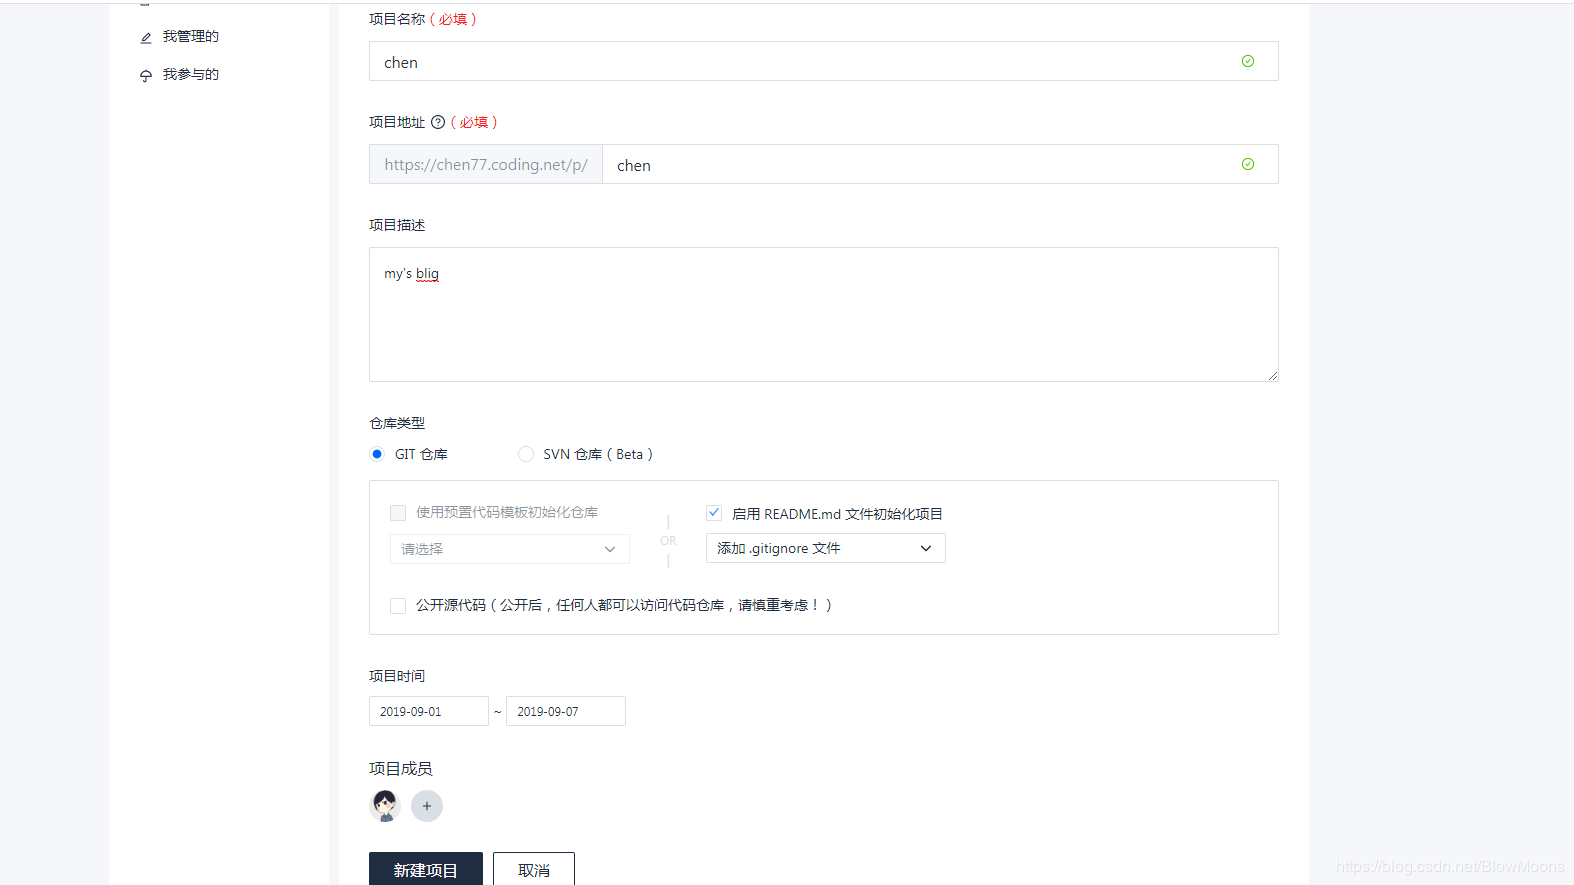 我管理的
我参与的
项目名称（必填）
chen
项目地址 ?（必填）
https://chen77.coding.net/p/ chen
项目描述
my's blig
仓库类型
GIT 仓库 SVN 仓库（Beta）
使用预置代码模板初始化仓库
请选择
OR
启用 README.md 文件初始化项目
添加 .gitignore 文件
公开源代码（公开后，任何人都可以访问代码仓库，请慎重考虑！）
项目时间
2019-09-01 ~ 2019-09-07
项目成员
+
新建项目 取消
https://blog.csdn.net/BlowMoons